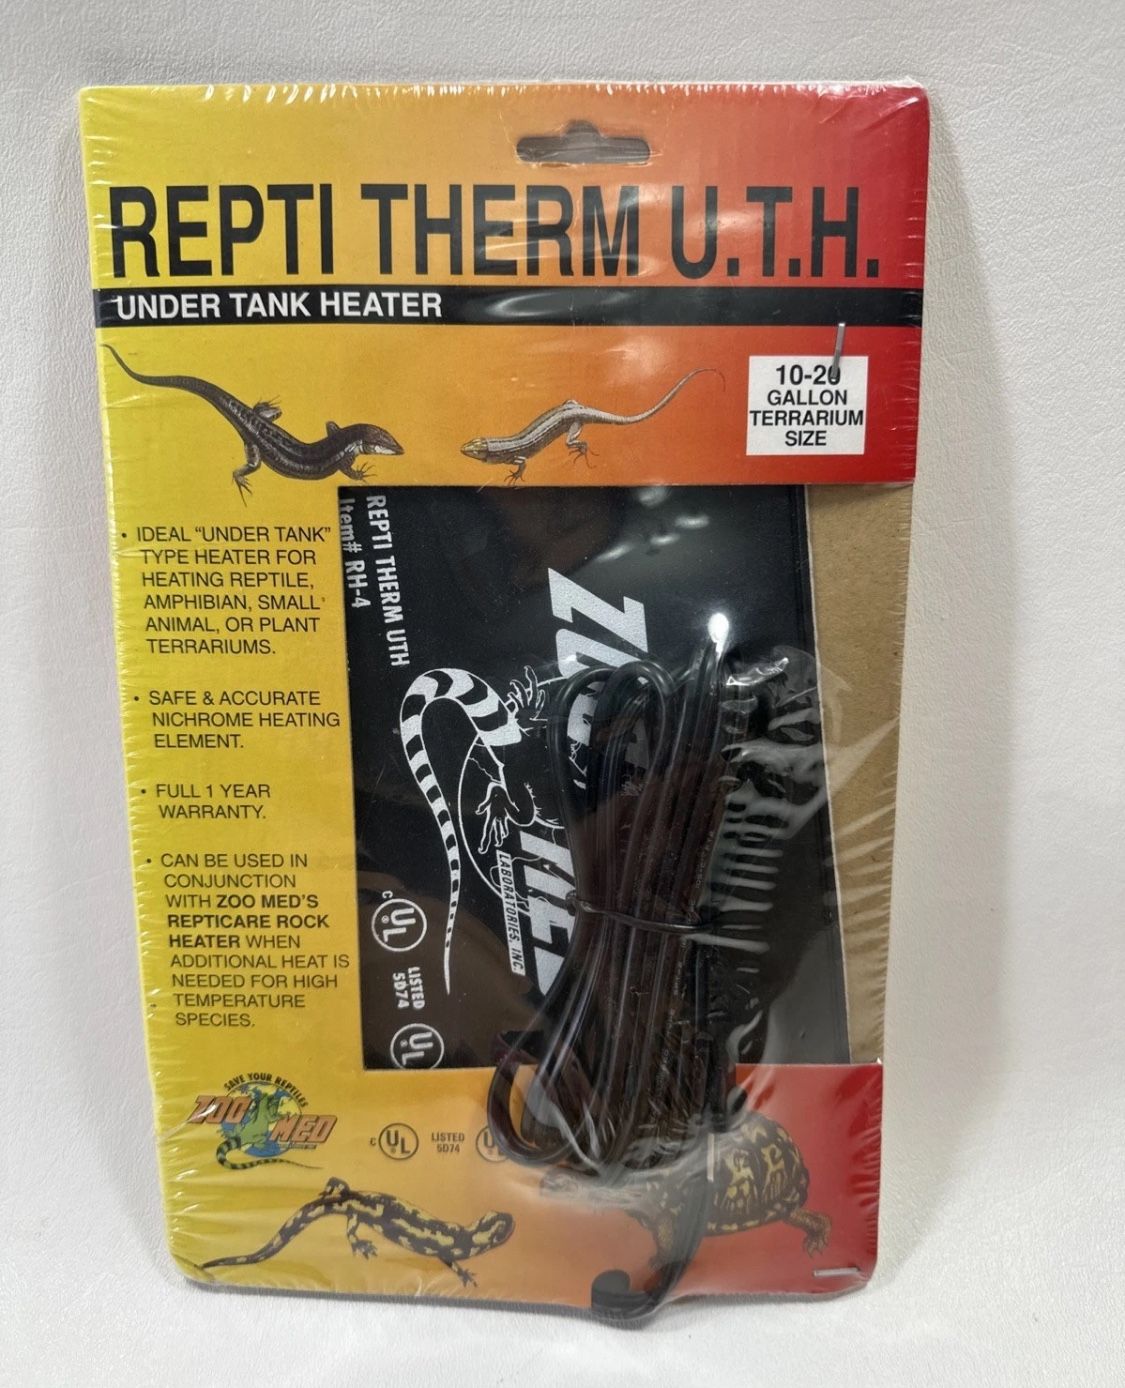 REPTI THERM U.T.H.
UNDER TANK HEATER
10-20
GALLON
TERRARIUM
SIZE
• IDEAL “UNDER TANK”
TYPE HEATER FOR
HEATING REPTILE,
AMPHIBIAN, SMALL
ANIMAL, OR PLANT
TERRARIUMS.
• SAFE & ACCURATE
NICHROME HEATING
ELEMENT.
• FULL 1 YEAR
WARRANTY.
• CAN BE USED IN
CONJUNCTION
WITH ZOO MED'S
REPTICARE ROCK
HEATER WHEN
ADDITIONAL HEAT IS
NEEDED FOR HIGH
TEMPERATURE
SPECIES.
REPTI THERM UTH
Item# RH-4
LABORATORIES, INC.
C UL
LISTED
5D74
UL
SAVE YOUR REPTILES
ZOO MED
C UL
LISTED
5D74